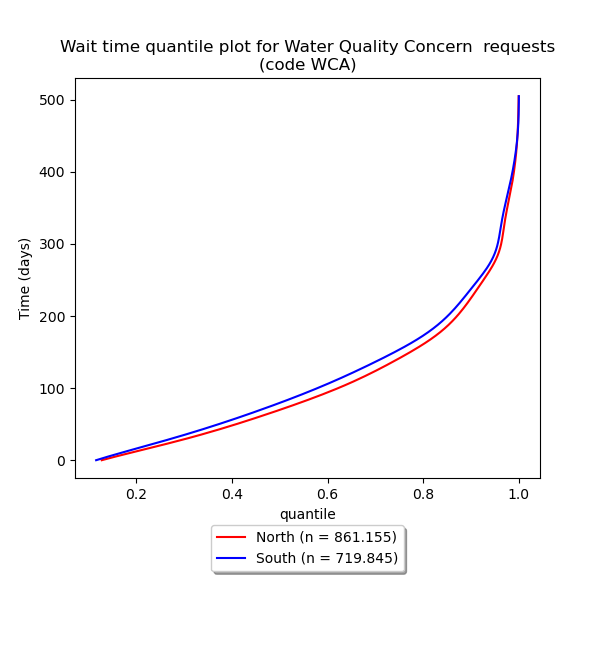 Wait time quantile plot for Water Quality Concern  requests
(code WCA)
Time (days)
500
400
300
200
100
0
0.2 0.4 0.6 0.8 1.0
quantile
North (n = 861.155)
South (n = 719.845)